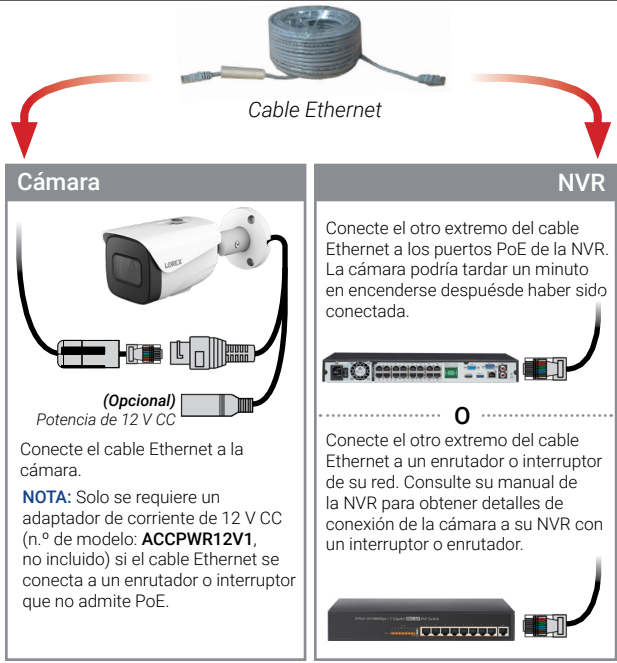 Cable Ethernet
Cámara
LOREX
(Opcional)
Potencia de 12 V CC
Conecte el cable Ethernet a la
cámara.
NOTA: Solo se requiere un
adaptador de corriente de 12 V CC
(n.º de modelo: ACCPWR12V1,
no incluido) si el cable Ethernet se
conecta a un enrutador o interruptor
que no admite PoE.
NVR
Conecte el otro extremo del cable
Ethernet a los puertos PoE de la NVR.
La cámara podría tardar un minuto
en encenderse despuésde haber sido
conectada.
O
Conecte el otro extremo del cable
Ethernet a un enrutador o interruptor
de su red. Consulte su manual de
la NVR para obtener detalles de
conexión de la cámara a su NVR con
un interruptor o enrutador.